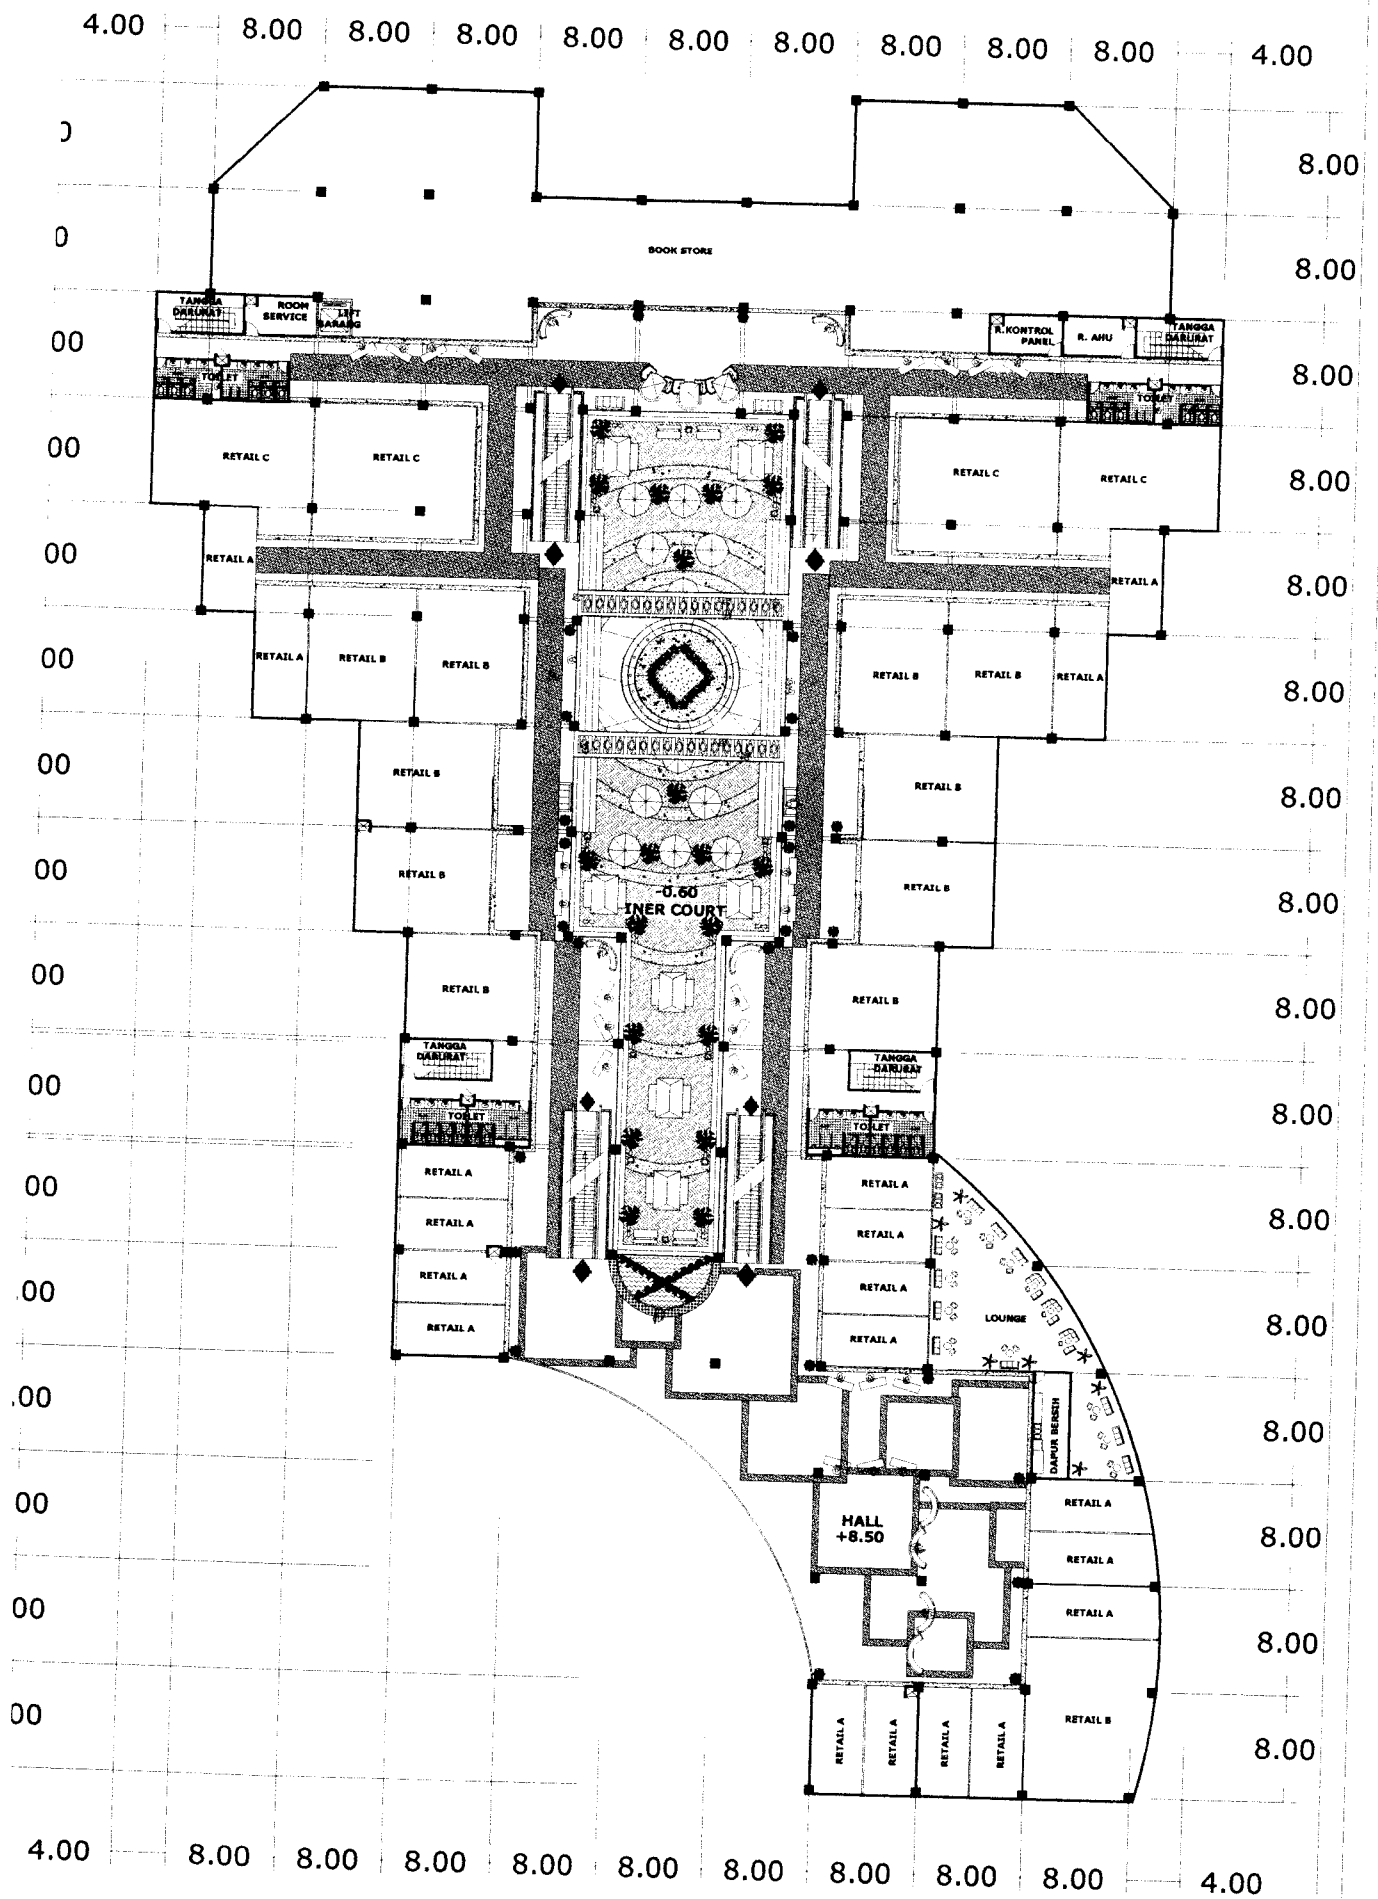 4.00 8.00 8.00 8.00 8.00 8.00 8.00 8.00 8.00 8.00 4.00
8.00
0
8.00
BOOK STORE
TANGGA
DARURAT
ROOM
SERVICE
LIFT
BARANG
R.KONTROL
PANEL
R. AHU
TANGGA
DARURAT
00
8.00
TOILET
TOILET
00
RETAIL C
RETAIL C
RETAIL C
RETAIL C
8.00
00
RETAIL A
RETAIL A
8.00
00
RETAIL A
RETAIL B
RETAIL B
RETAIL B
RETAIL B
RETAIL A
8.00
00
RETAIL B
RETAIL B
8.00
00
RETAIL B
-0.60
INER COURT
RETAIL B
8.00
00
RETAIL B
RETAIL B
8.00
TANGGA
DARURAT
TANGGA
DARURAT
00
TOILET
TOILET
8.00
00
RETAIL A
RETAIL A
RETAIL A
RETAIL A
8.00
.00
RETAIL A
RETAIL A
RETAIL A
RETAIL A
LOUNGE
8.00
.00
DAPUR BERSIH
8.00
00
HALL
+8.50
RETAIL A
8.00
RETAIL A
00
RETAIL A
8.00
00
RETAIL A
RETAIL A
RETAIL A
RETAIL A
RETAIL B
8.00
4.00 8.00 8.00 8.00 8.00 8.00 8.00 8.00 8.00 8.00 4.00